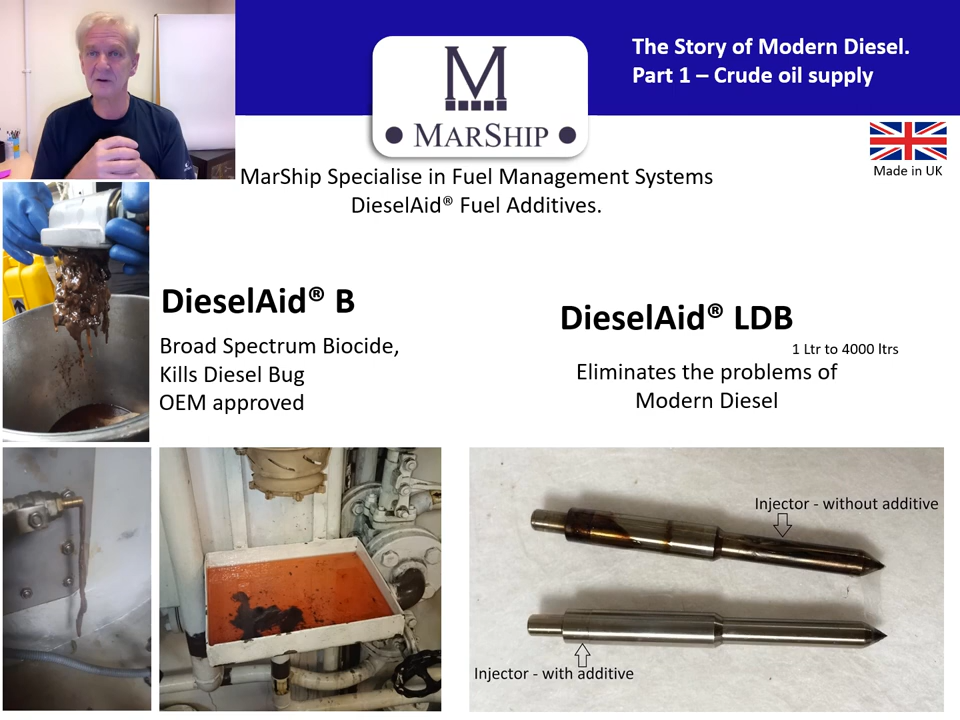 The Story of Modern Diesel.
Part 1 – Crude oil supply
M
MARSHIP
Made in UK
MarShip Specialise in Fuel Management Systems
DieselAid® Fuel Additives.
DieselAid® B
Broad Spectrum Biocide,
Kills Diesel Bug
OEM approved
DieselAid® LDB
1 Ltr to 4000 ltrs
Eliminates the problems of
Modern Diesel
Injector - without additive
Injector - with additive